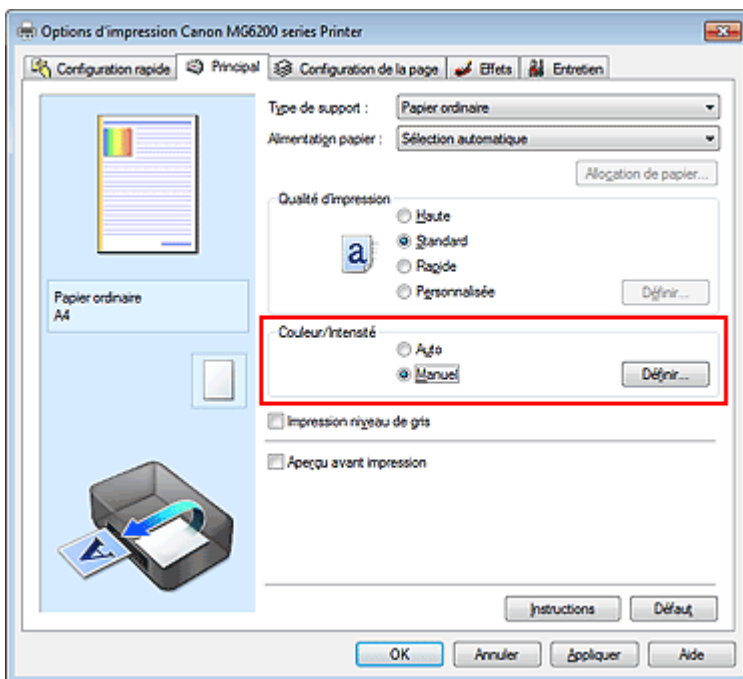 Options d'impression Canon MG6200 series Printer
Configuration rapide Principal Configuration de la page Effets Entretien
Type de support : Papier ordinaire
Alimentation papier : Sélection automatique
Allocation de papier...
Qualité d'impression
Haute
a
Standard
Rapide
Personnalisée Définir...
Papier ordinaire
A4
Couleur/Intensité
Auto
Manuel Définir...
Impression niveau de gris
Aperçu avant impression
A
Instructions Défaut
OK Annuler Appliquer Aide